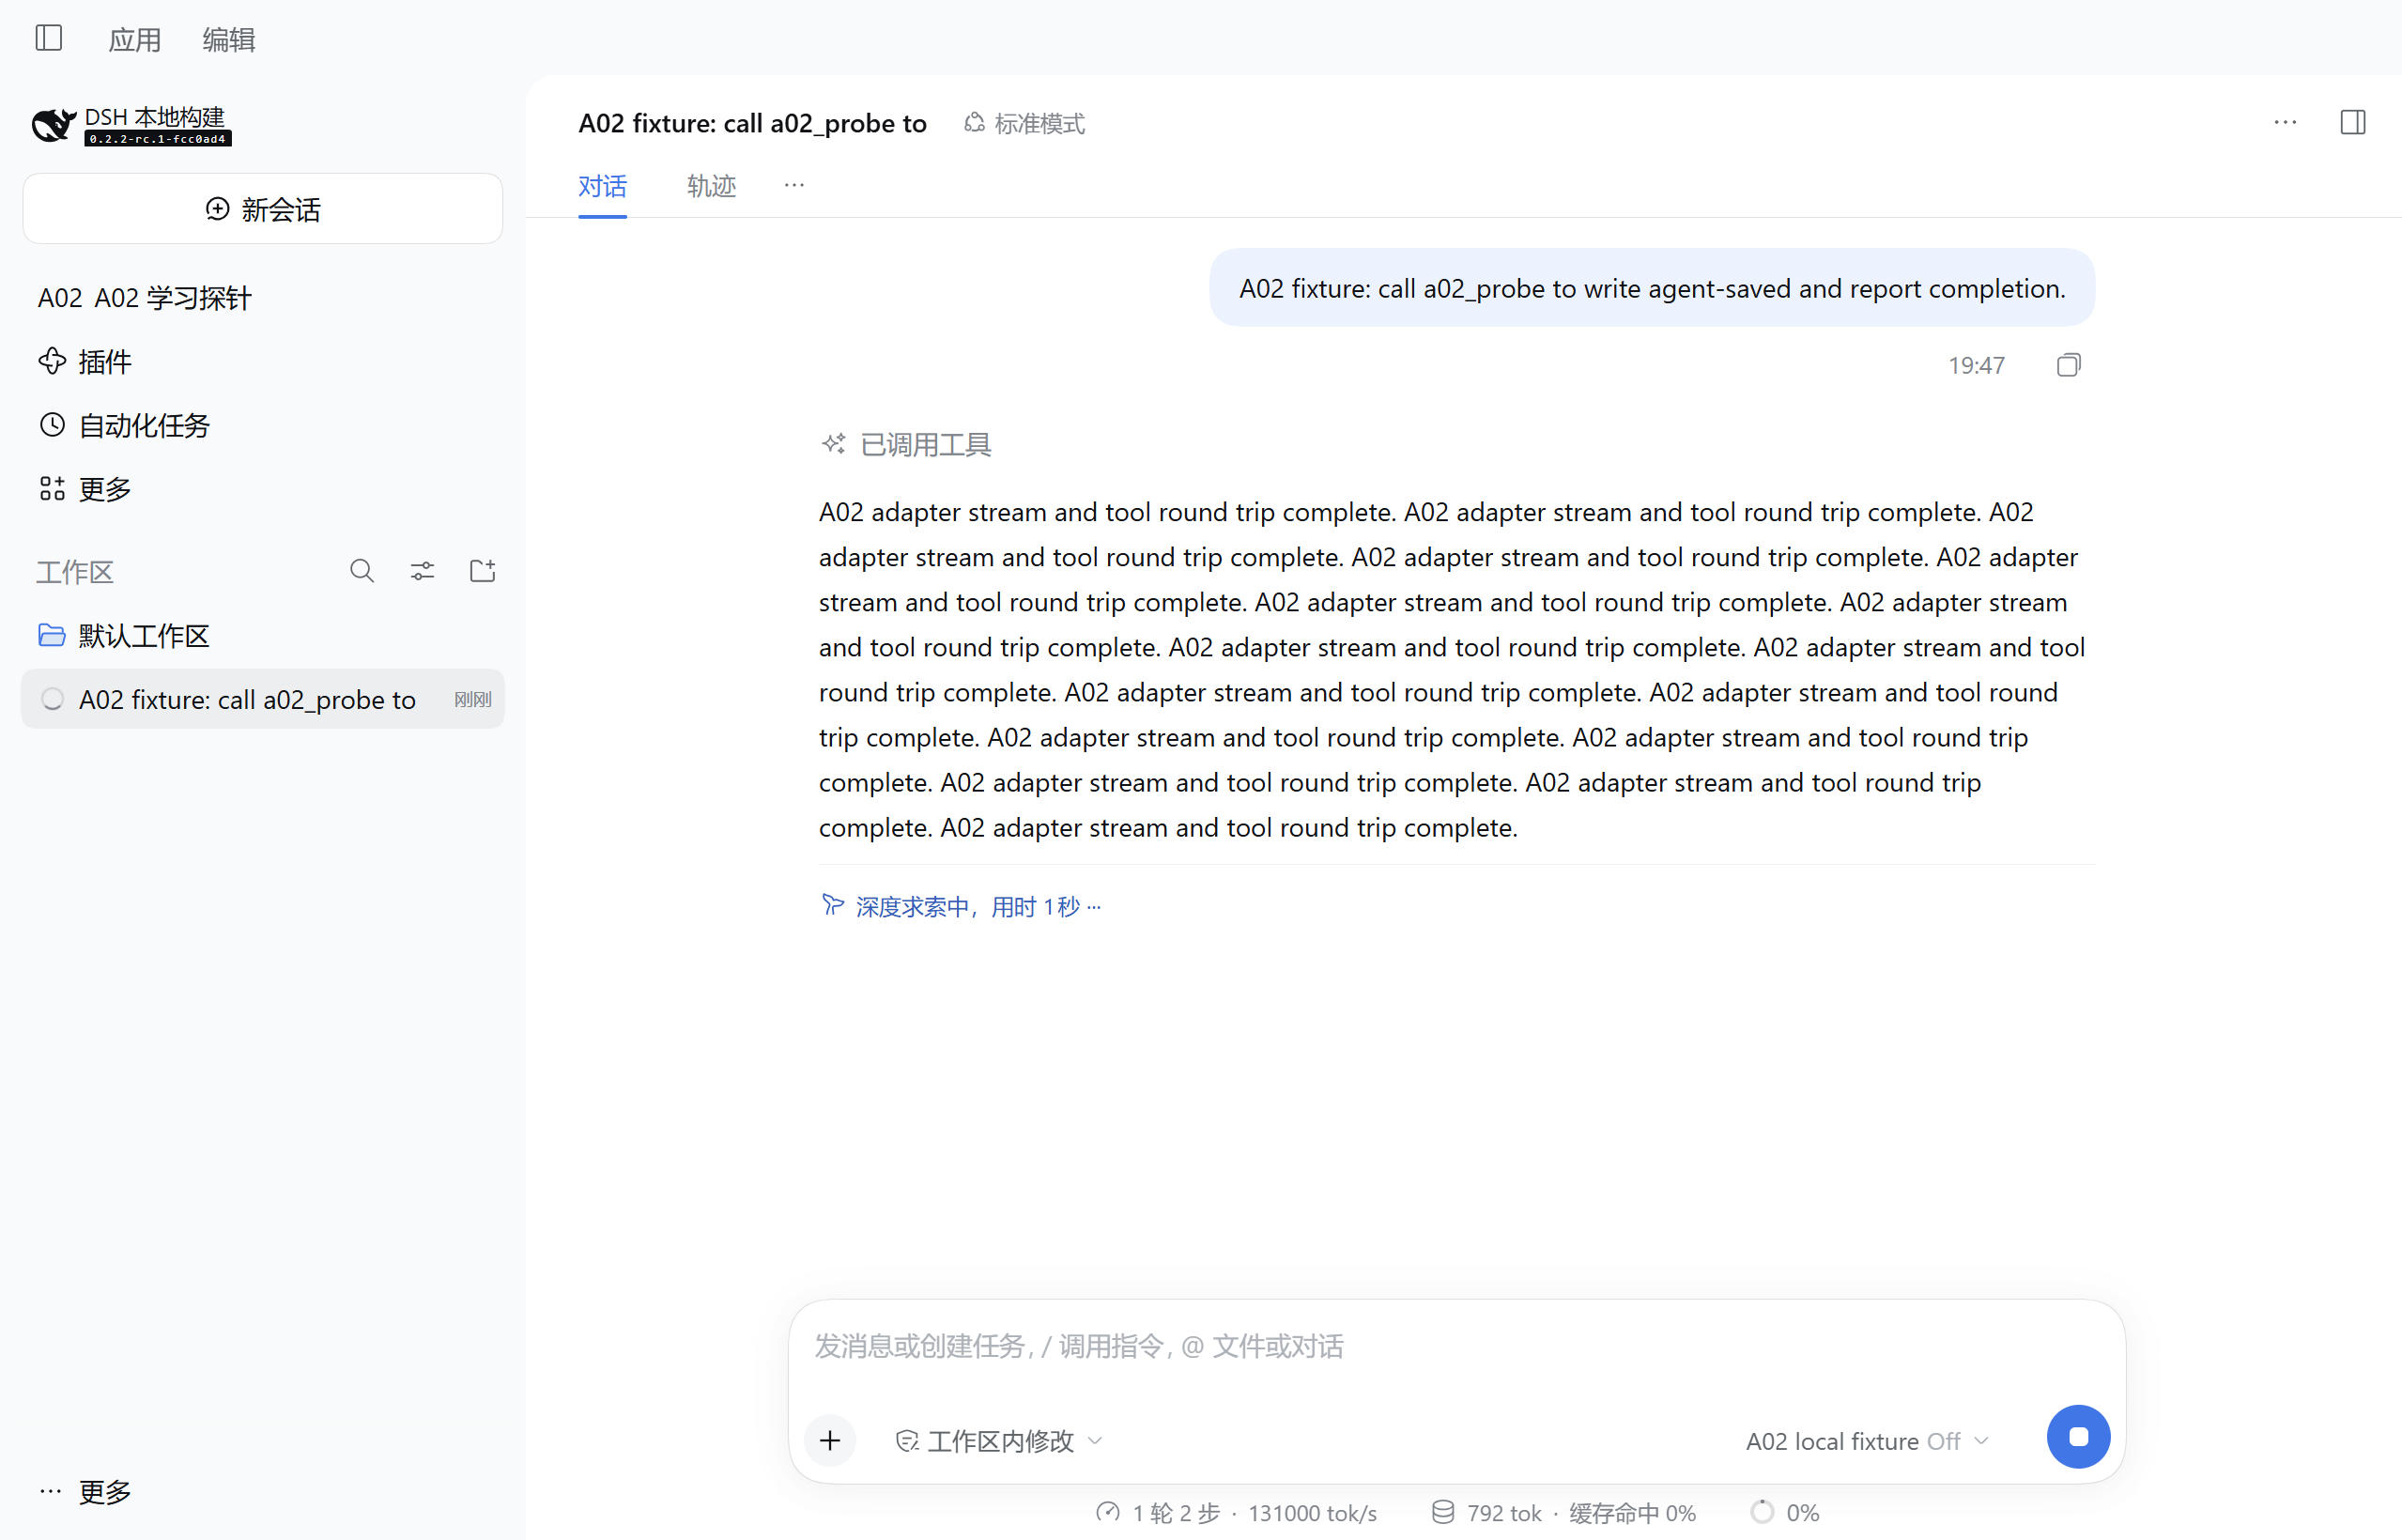 应用 编辑
DSH 本地构建
0.2.2-rc.1-fcc0ad4
新会话
A02 A02 学习探针
插件
自动化任务
更多
工作区
默认工作区
A02 fixture: call a02_probe to 刚刚
更多
A02 fixture: call a02_probe to 标准模式
对话 轨迹 ···
A02 fixture: call a02_probe to write agent-saved and report completion.
19:47
已调用工具
A02 adapter stream and tool round trip complete. A02 adapter stream and tool round trip complete. A02
adapter stream and tool round trip complete. A02 adapter stream and tool round trip complete. A02 adapter
stream and tool round trip complete. A02 adapter stream and tool round trip complete. A02 adapter stream
and tool round trip complete. A02 adapter stream and tool round trip complete. A02 adapter stream and tool
round trip complete. A02 adapter stream and tool round trip complete. A02 adapter stream and tool round
trip complete. A02 adapter stream and tool round trip complete. A02 adapter stream and tool round trip
complete. A02 adapter stream and tool round trip complete. A02 adapter stream and tool round trip
complete. A02 adapter stream and tool round trip complete.
深度求索中，用时 1秒 ···
发消息或创建任务, / 调用指令, @ 文件或对话
工作区内修改
A02 local fixture Off
1 轮 2 步 · 131000 tok/s 792 tok · 缓存命中 0% 0%